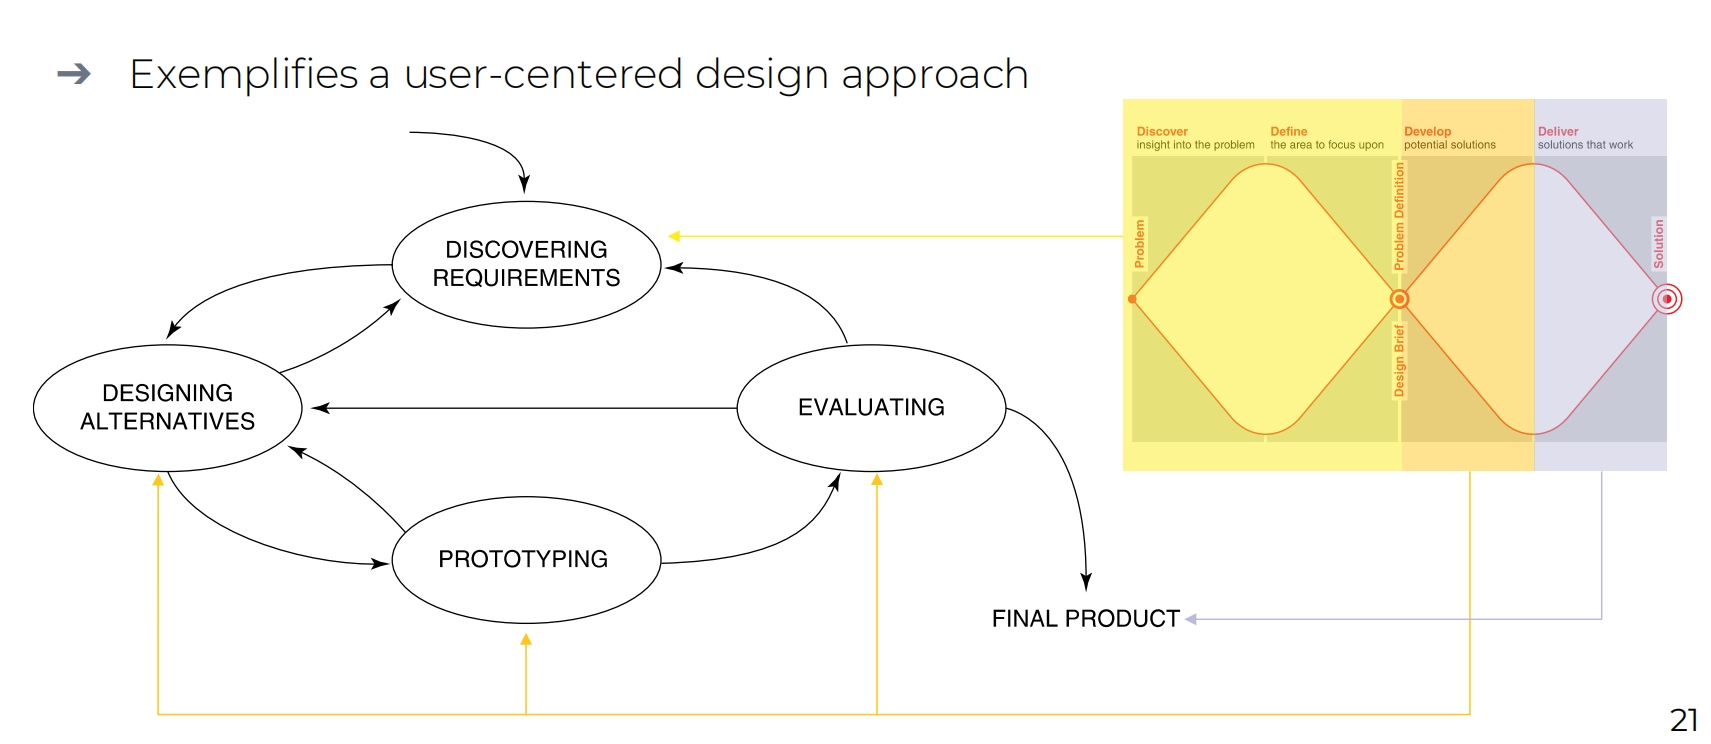 ➔ Exemplifies a user-centered design approach
DISCOVERING
REQUIREMENTS
DESIGNING
ALTERNATIVES
EVALUATING
PROTOTYPING
FINAL PRODUCT
Discover
insight into the problem
Define
the area to focus upon
Develop
potential solutions
Deliver
solutions that work
Problem
Problem Definition
Design Brief
Solution
21